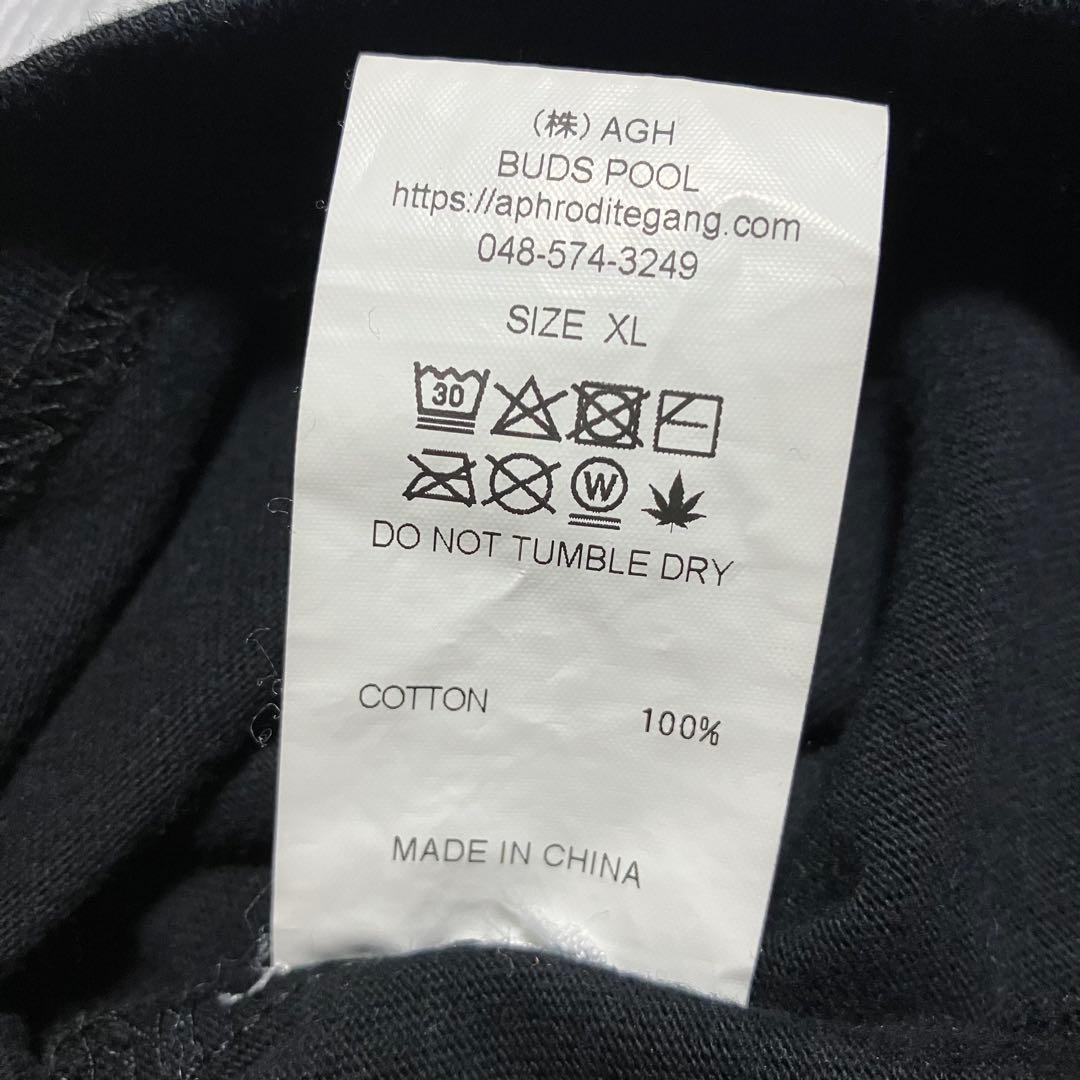 （株）AGH
BUDS POOL
https://aphroditegang.com
048-574-3249
SIZE XL
30
W
DO NOT TUMBLE DRY
COTTON 100%
MADE IN CHINA